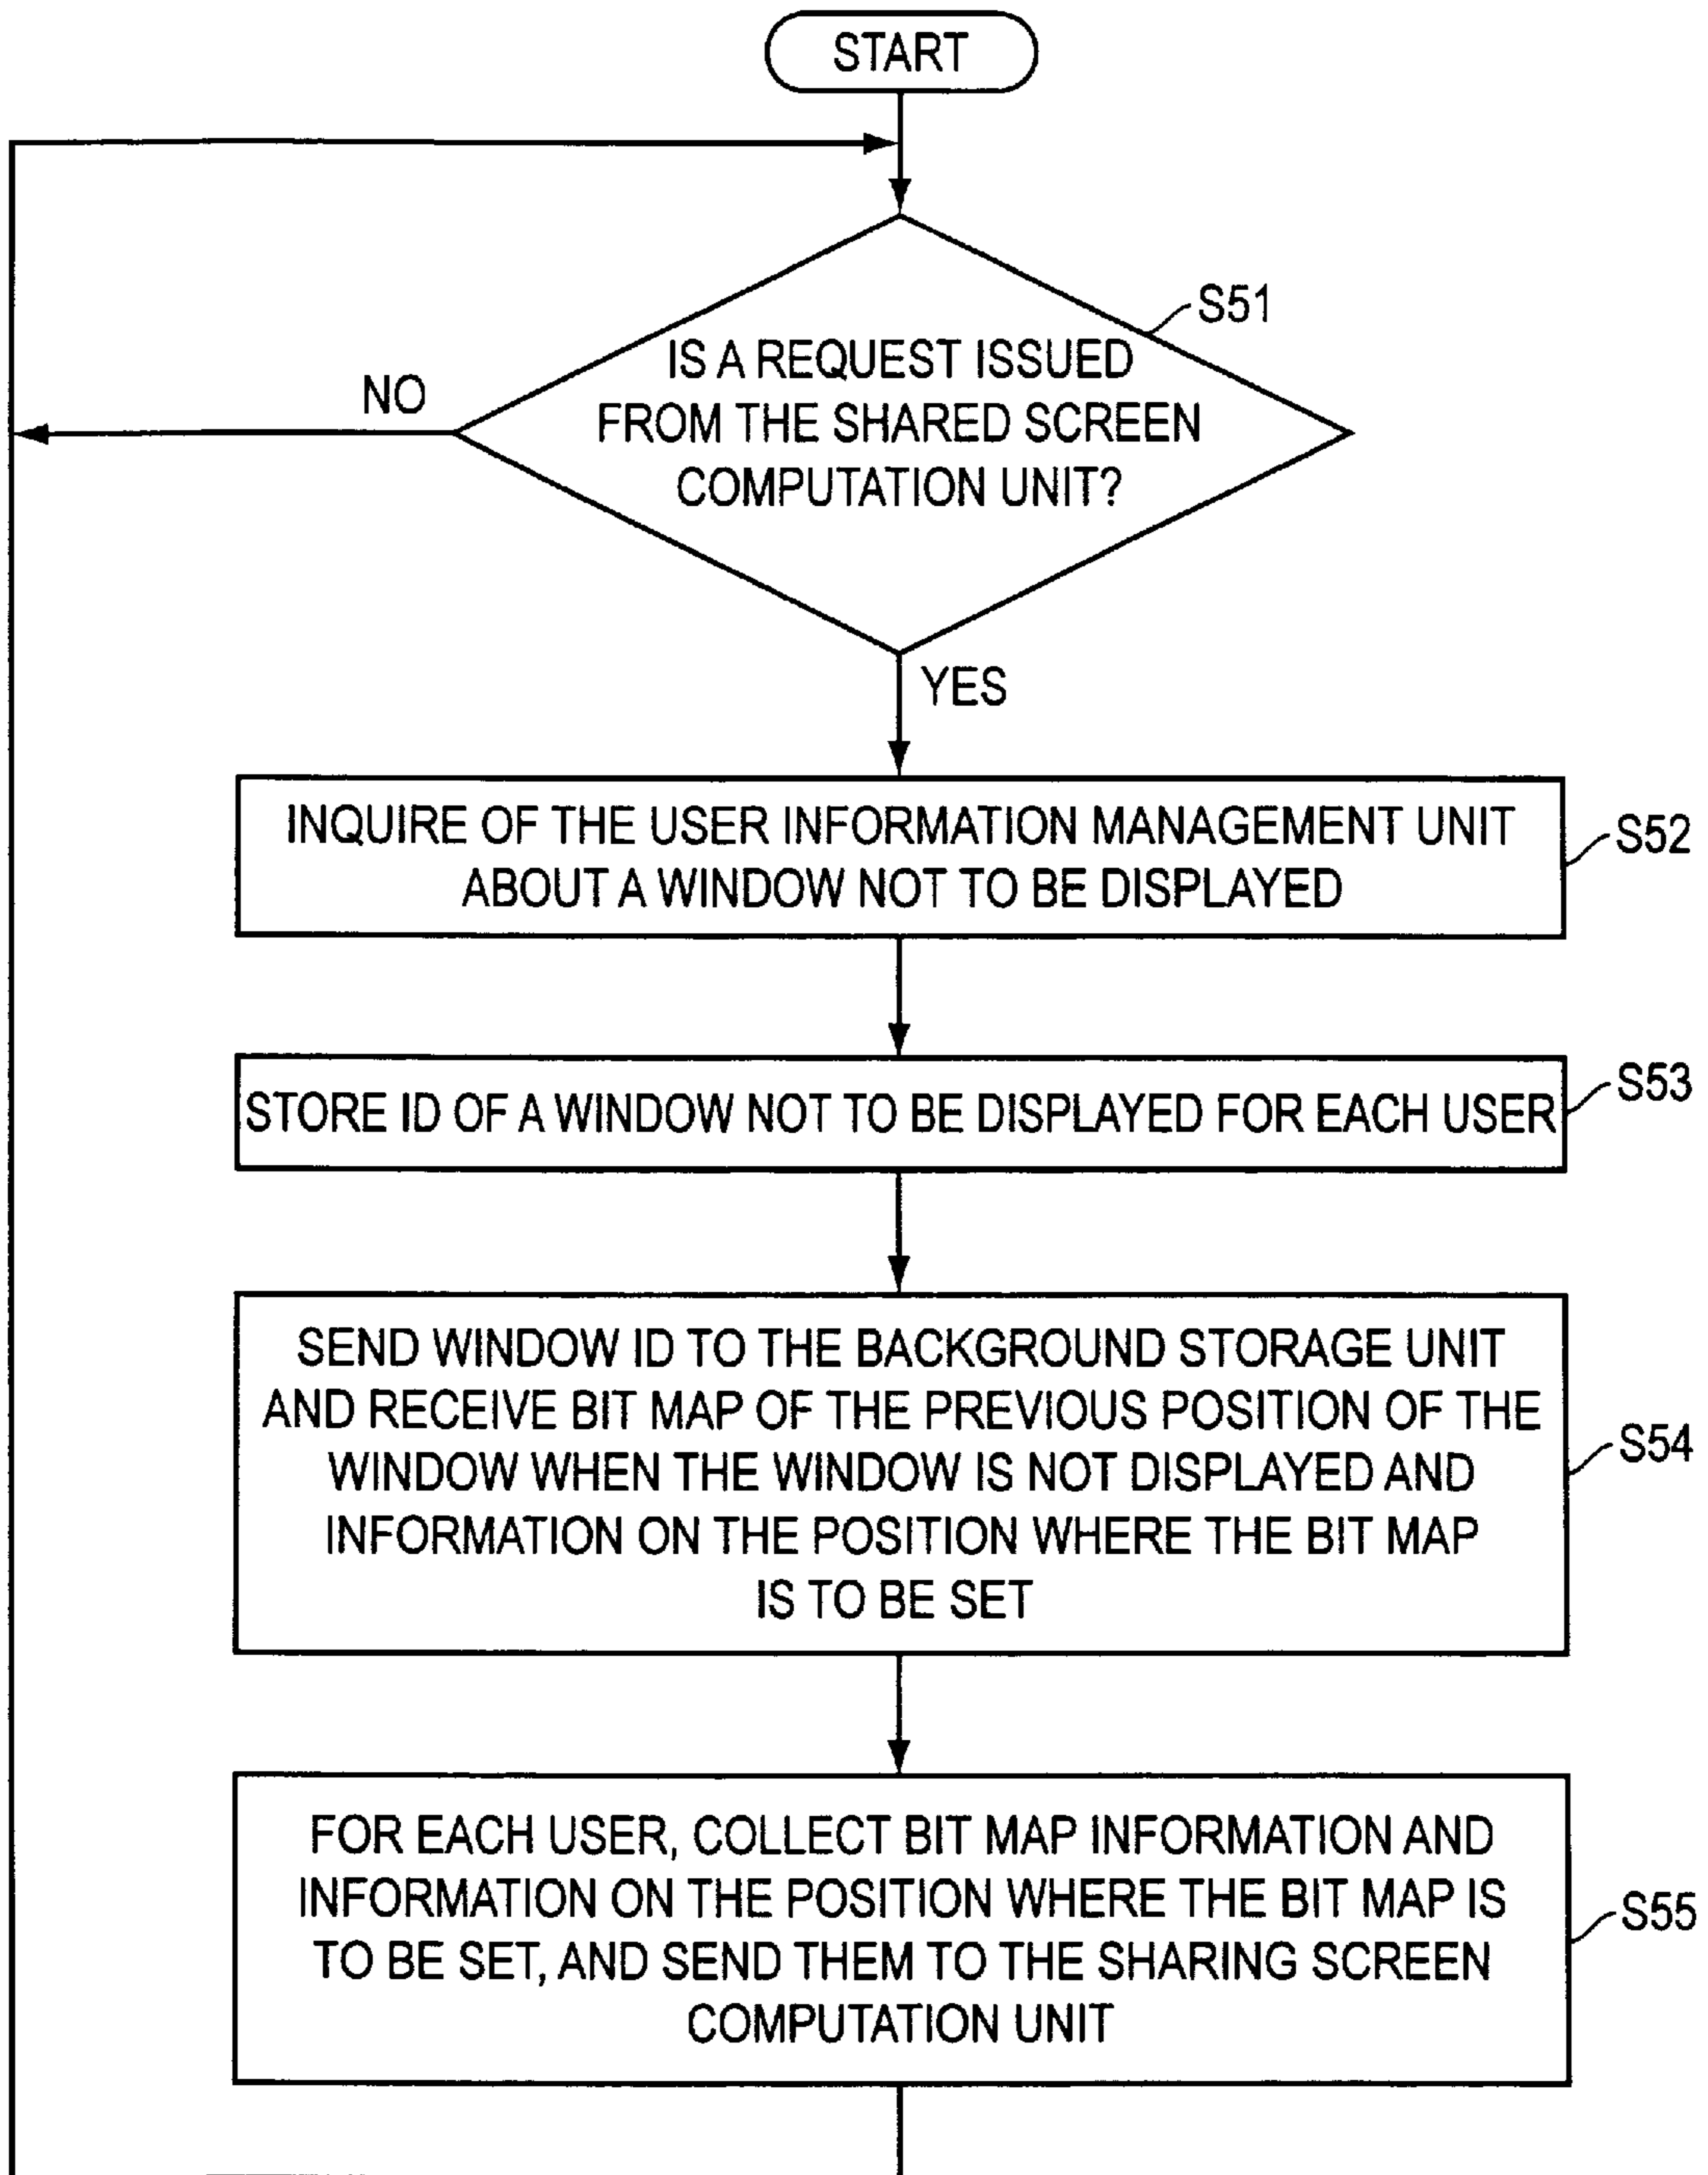 START
S51
IS A REQUEST ISSUED
FROM THE SHARED SCREEN
COMPUTATION UNIT?
NO
YES
INQUIRE OF THE USER INFORMATION MANAGEMENT UNIT
ABOUT A WINDOW NOT TO BE DISPLAYED
S52
STORE ID OF A WINDOW NOT TO BE DISPLAYED FOR EACH USER
S53
SEND WINDOW ID TO THE BACKGROUND STORAGE UNIT
AND RECEIVE BIT MAP OF THE PREVIOUS POSITION OF THE
WINDOW WHEN THE WINDOW IS NOT DISPLAYED AND
INFORMATION ON THE POSITION WHERE THE BIT MAP
IS TO BE SET
S54
FOR EACH USER, COLLECT BIT MAP INFORMATION AND
INFORMATION ON THE POSITION WHERE THE BIT MAP IS
TO BE SET, AND SEND THEM TO THE SHARING SCREEN
COMPUTATION UNIT
S55